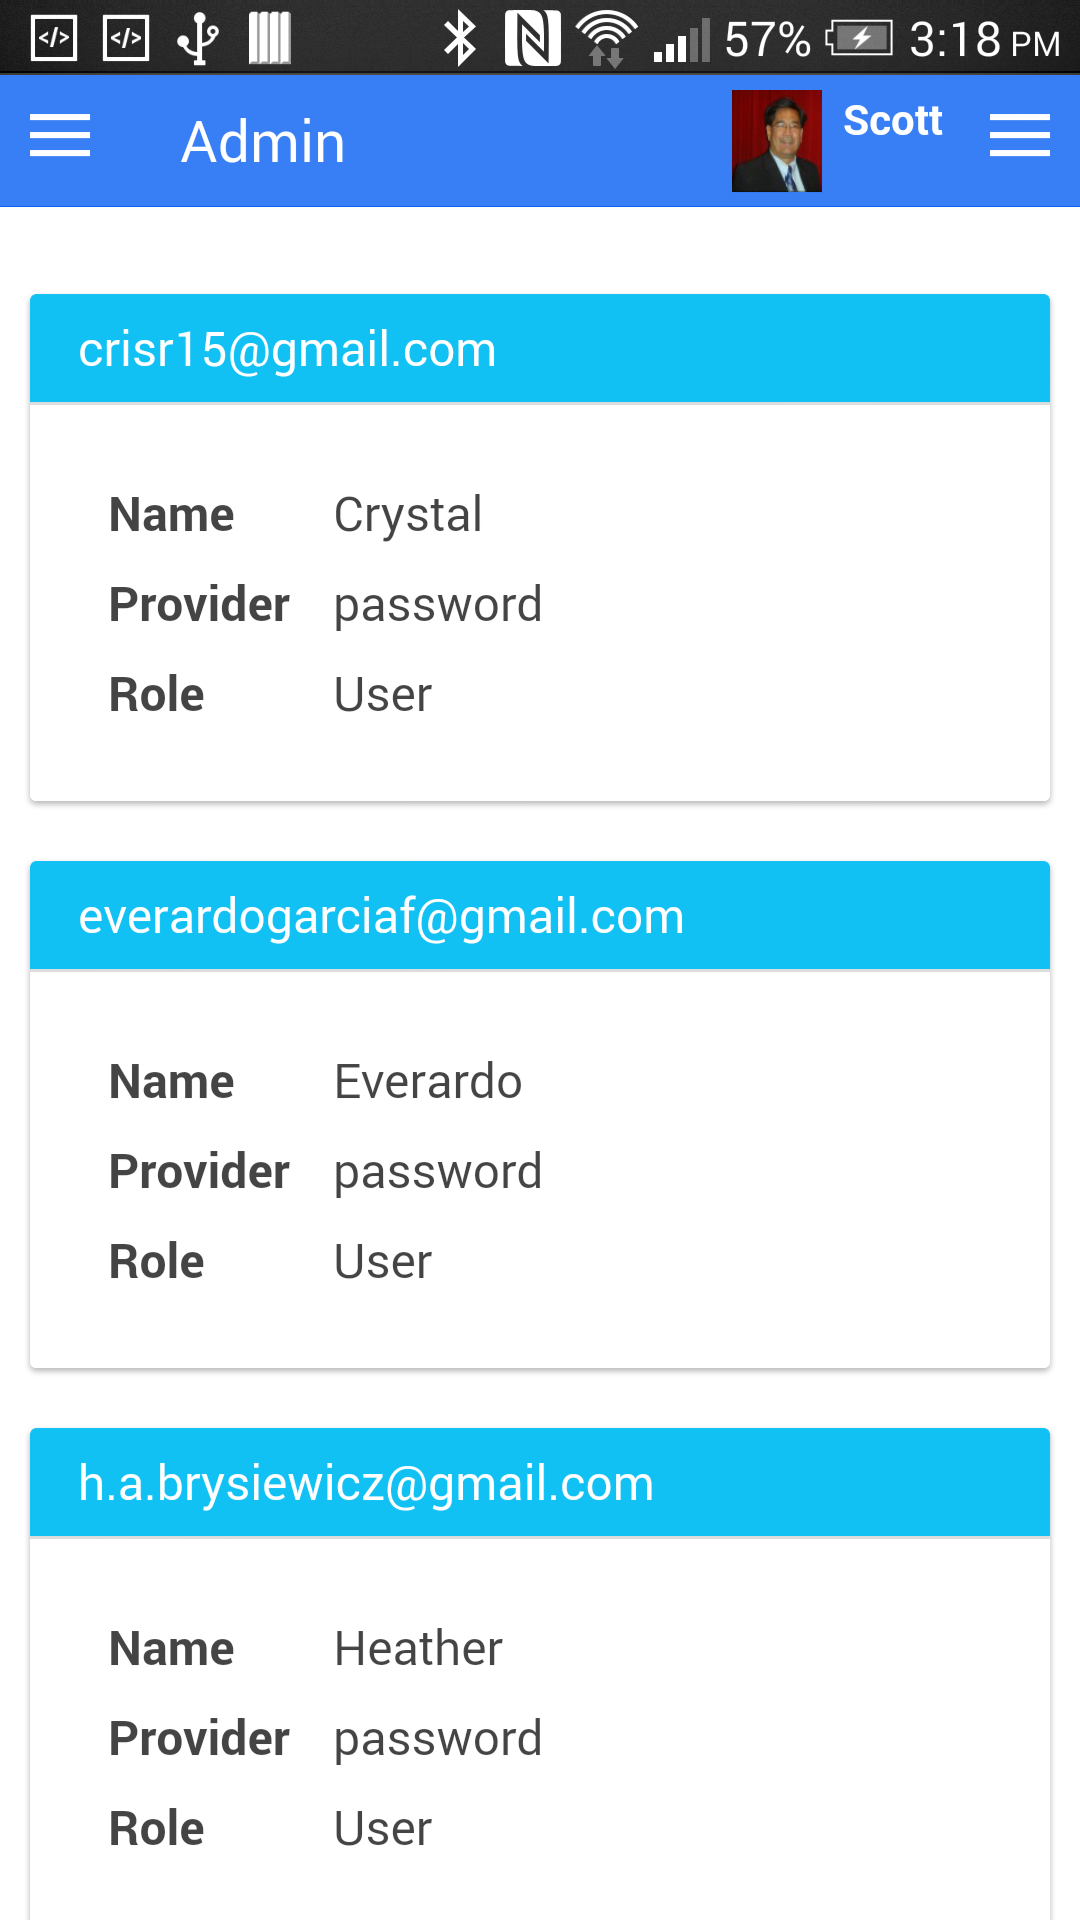 57% 3:18 PM
Admin Scott
crisr15@gmail.com
Name Crystal
Provider password
Role User
everardogarciaf@gmail.com
Name Everardo
Provider password
Role User
h.a.brysiewicz@gmail.com
Name Heather
Provider password
Role User